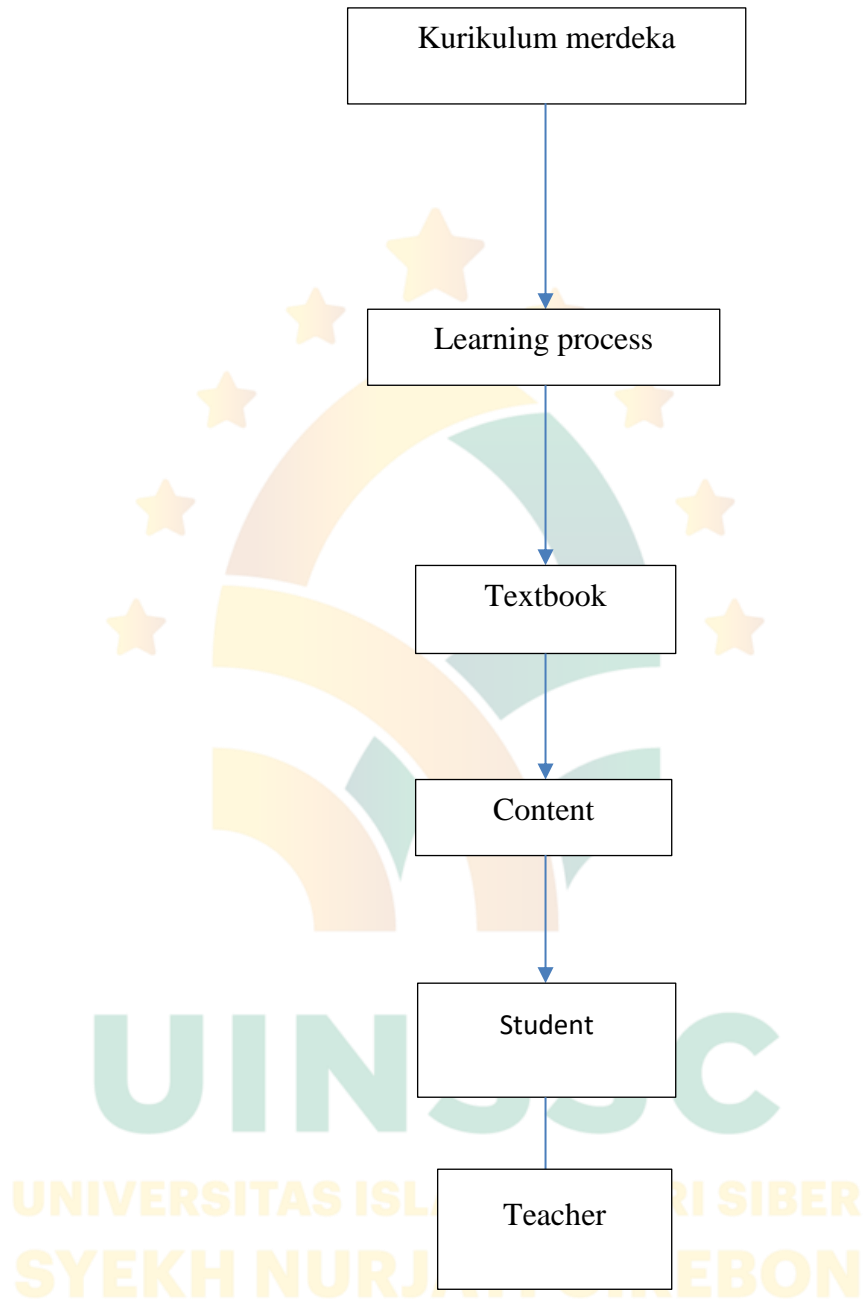 Kurikulum merdeka
Learning process
Textbook
Content
Student
Teacher
UINSSC
UNIVERSITAS ISL RI SIBER
SYEKH NURJ EBON